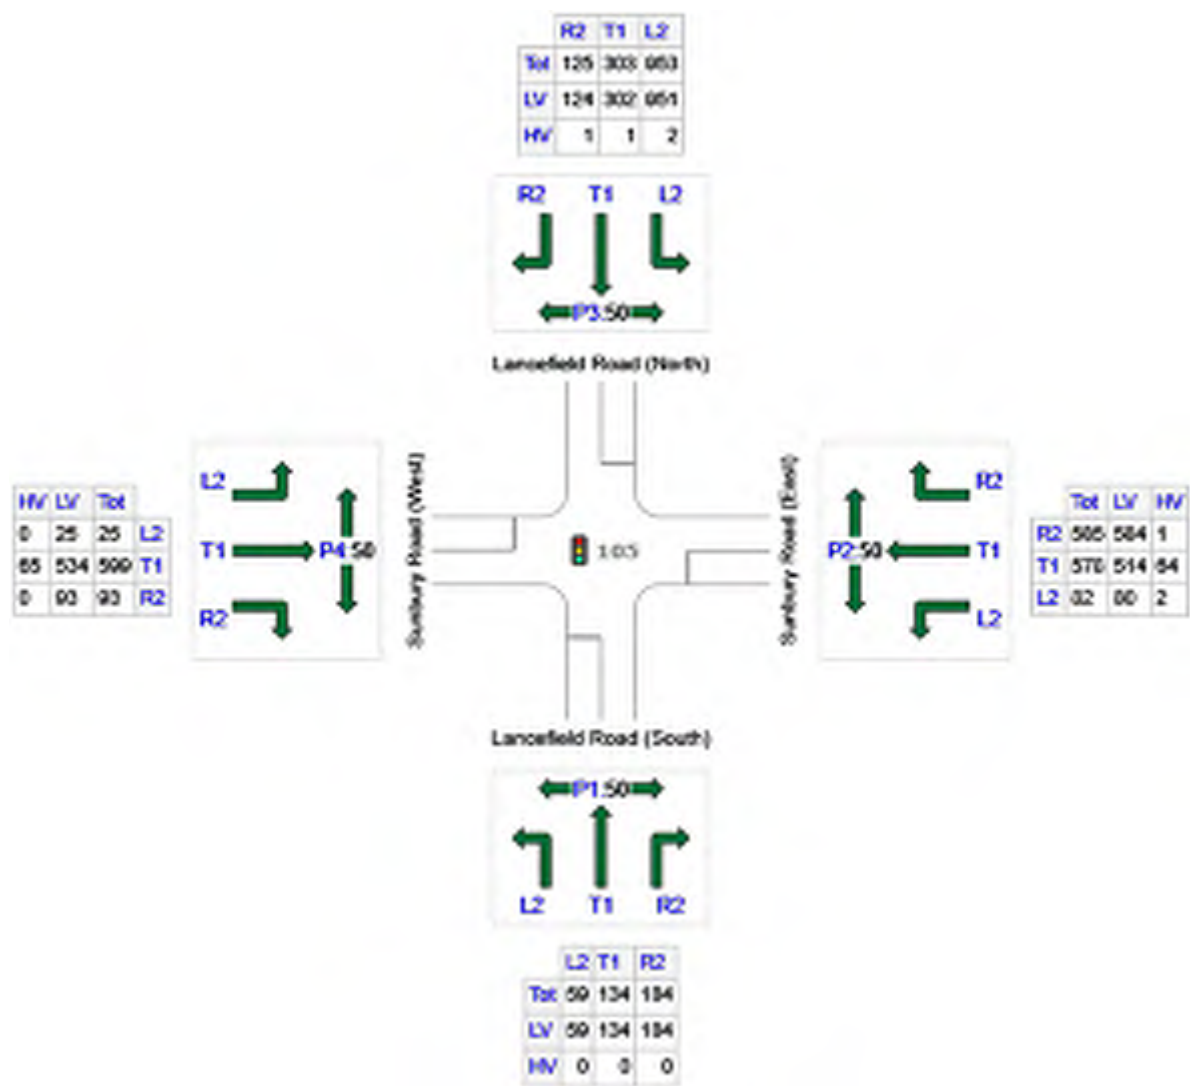 R2 T1 L2
Tot 125 303
LV 124 302
HV 1 1 2
R2 T1 L2
P3:50
Lancefield Road (North)
L2
T1
R2
P4:50
Sunbury Road (West)
Sunbury Road (East)
105
P2:50
R2
T1
L2
HV LV Tot
0 25 25 L2
65 534 599 T1
0 93 93 R2
Tot LV HV
R2 585 584 1
T1 578 514 64
L2 82 80 2
Lancefield Road (South)
P1:50
L2 T1 R2
L2 T1 R2
Tot 59 134
LV 59 134
HV 0 0 0